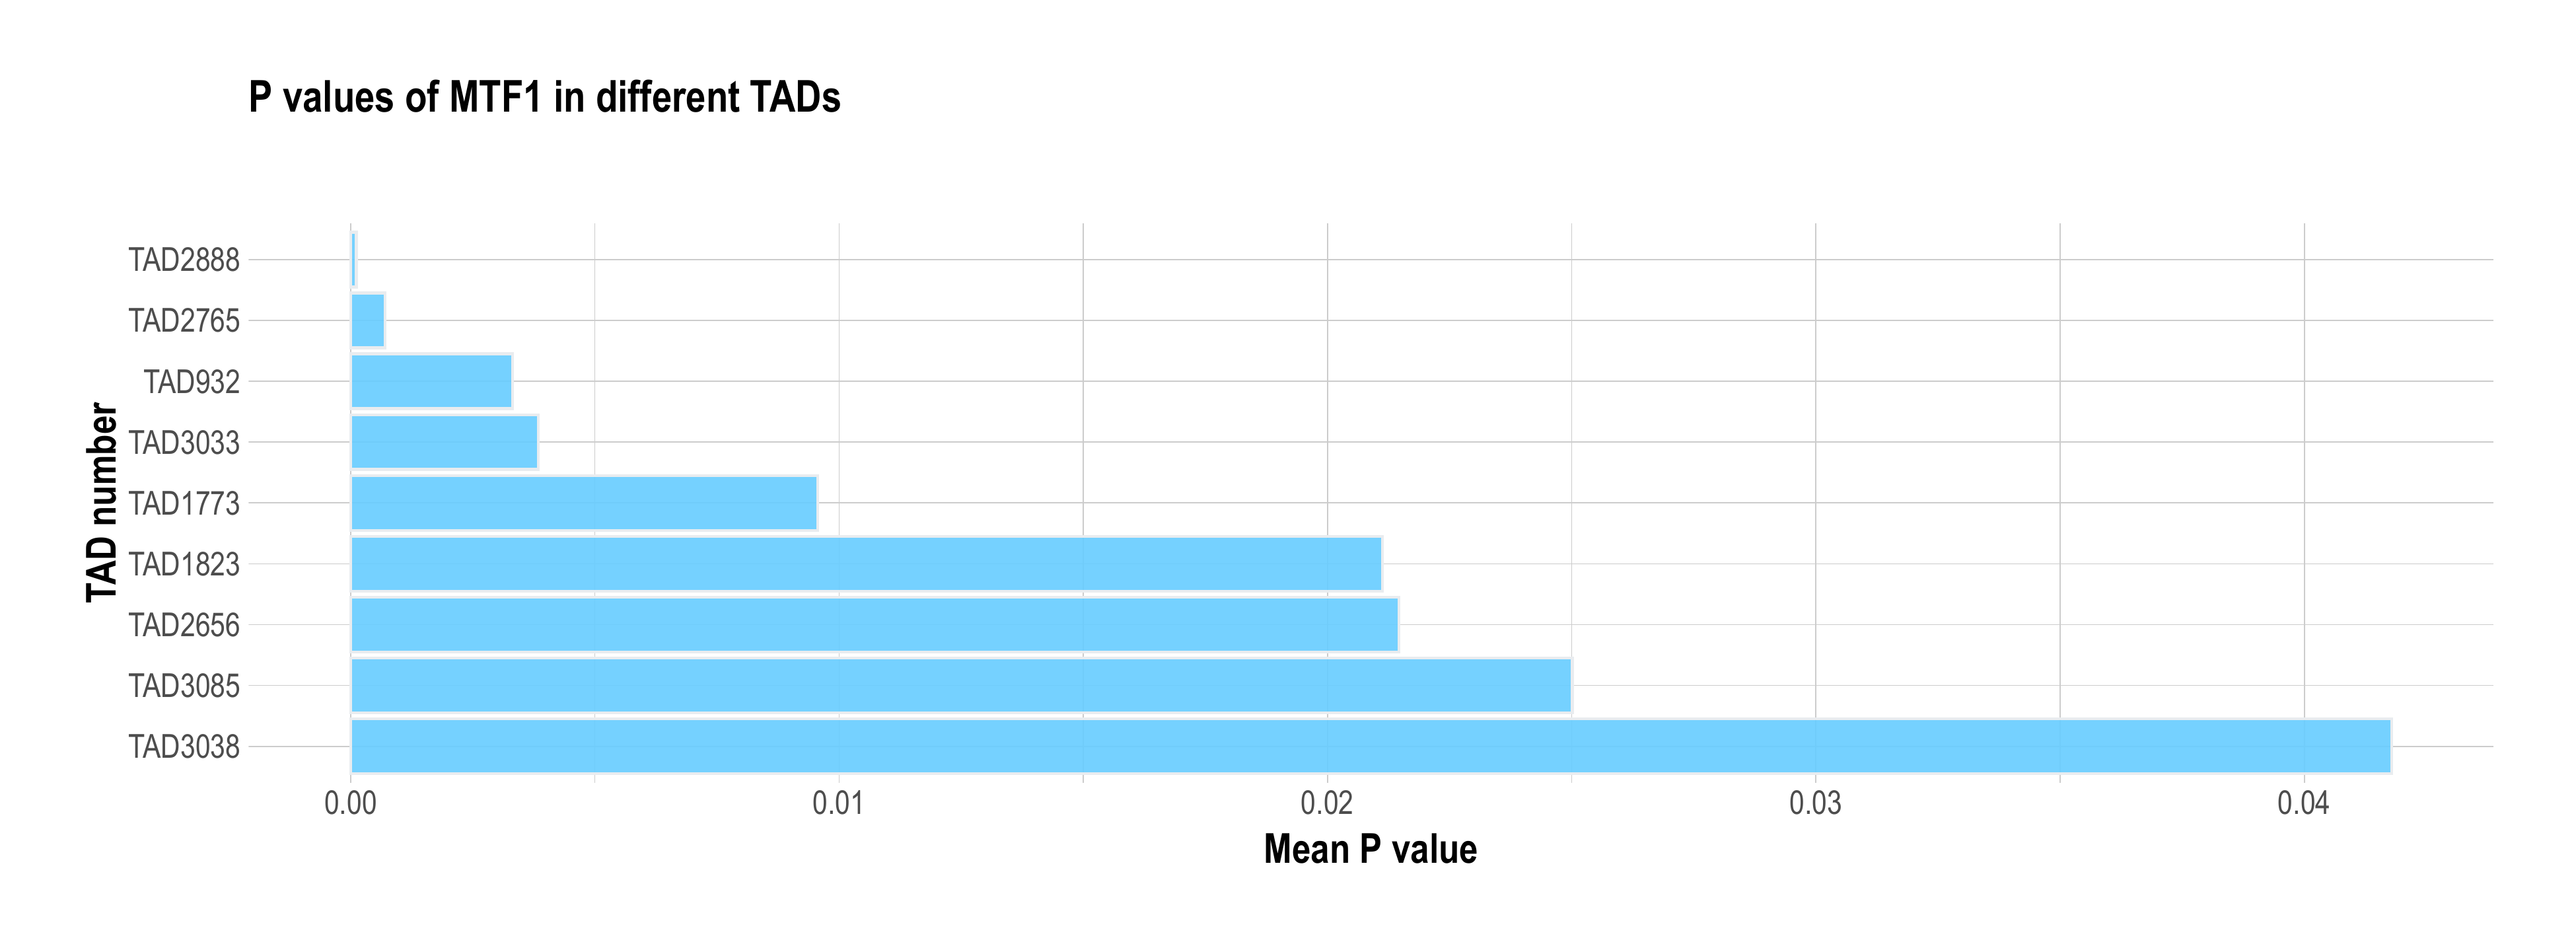 P values of MTF1 in different TADs
TAD number
TAD2888
TAD2765
TAD932
TAD3033
TAD1773
TAD1823
TAD2656
TAD3085
TAD3038
0.00 0.01 0.02 0.03 0.04
Mean P value